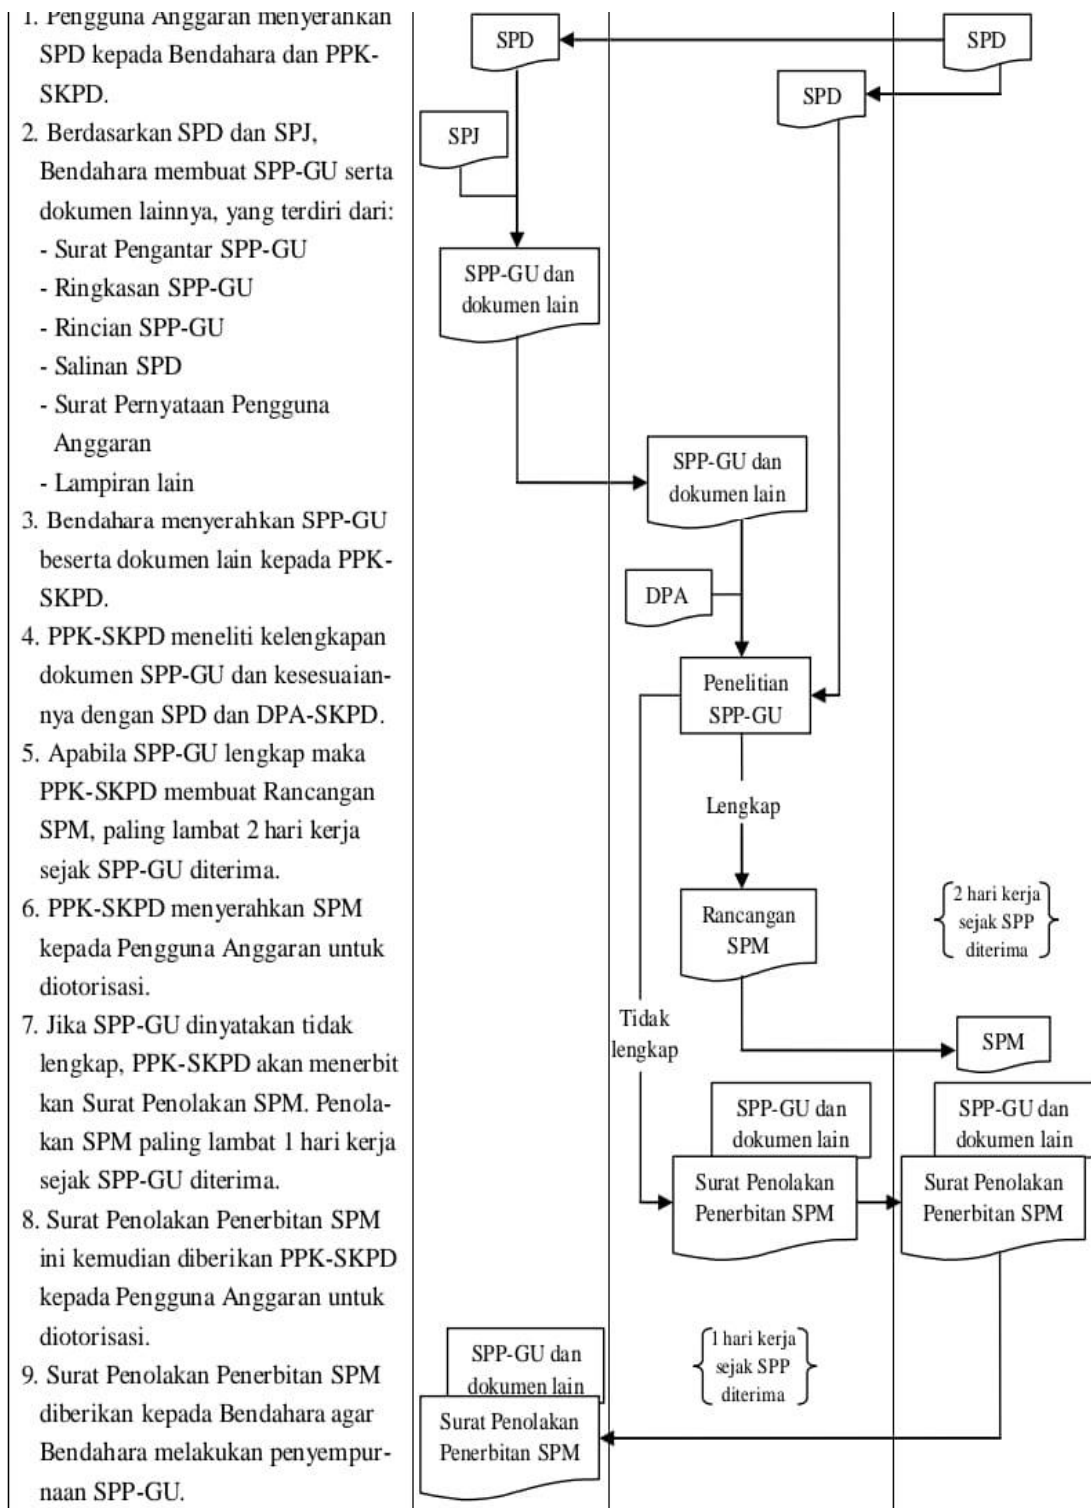 1. Pengguna Anggaran menyerahkan
SPD kepada Bendahara dan PPK-
SKPD.
2. Berdasarkan SPD dan SPJ,
Bendahara membuat SPP-GU serta
dokumen lainnya, yang terdiri dari:
- Surat Pengantar SPP-GU
- Ringkasan SPP-GU
- Rincian SPP-GU
- Salinan SPD
- Surat Pernyataan Pengguna
Anggaran
- Lampiran lain
3. Bendahara menyerahkan SPP-GU
beserta dokumen lain kepada PPK-
SKPD.
4. PPK-SKPD meneliti kelengkapan
dokumen SPP-GU dan kesesuaian-
nya dengan SPD dan DPA-SKPD.
5. Apabila SPP-GU lengkap maka
PPK-SKPD membuat Rancangan
SPM, paling lambat 2 hari kerja
sejak SPP-GU diterima.
6. PPK-SKPD menyerahkan SPM
kepada Pengguna Anggaran untuk
diotorisasi.
7. Jika SPP-GU dinyatakan tidak
lengkap, PPK-SKPD akan menerbit
kan Surat Penolakan SPM. Penola-
kan SPM paling lambat 1 hari kerja
sejak SPP-GU diterima.
8. Surat Penolakan Penerbitan SPM
ini kemudian diberikan PPK-SKPD
kepada Pengguna Anggaran untuk
diotorisasi.
9. Surat Penolakan Penerbitan SPM
diberikan kepada Bendahara agar
Bendahara melakukan penyempur-
naan SPP-GU.
SPD
SPD
SPD
SPJ
SPP-GU dan
dokumen lain
SPP-GU dan
dokumen lain
DPA
Penelitian
SPP-GU
Lengkap
Rancangan
SPM
2 hari kerja
sejak SPP
diterima
Tidak
lengkap
SPM
SPP-GU dan
dokumen lain
Surat Penolakan
Penerbitan SPM
SPP-GU dan
dokumen lain
Surat Penolakan
Penerbitan SPM
1 hari kerja
sejak SPP
diterima
SPP-GU dan
dokumen lain
Surat Penolakan
Penerbitan SPM